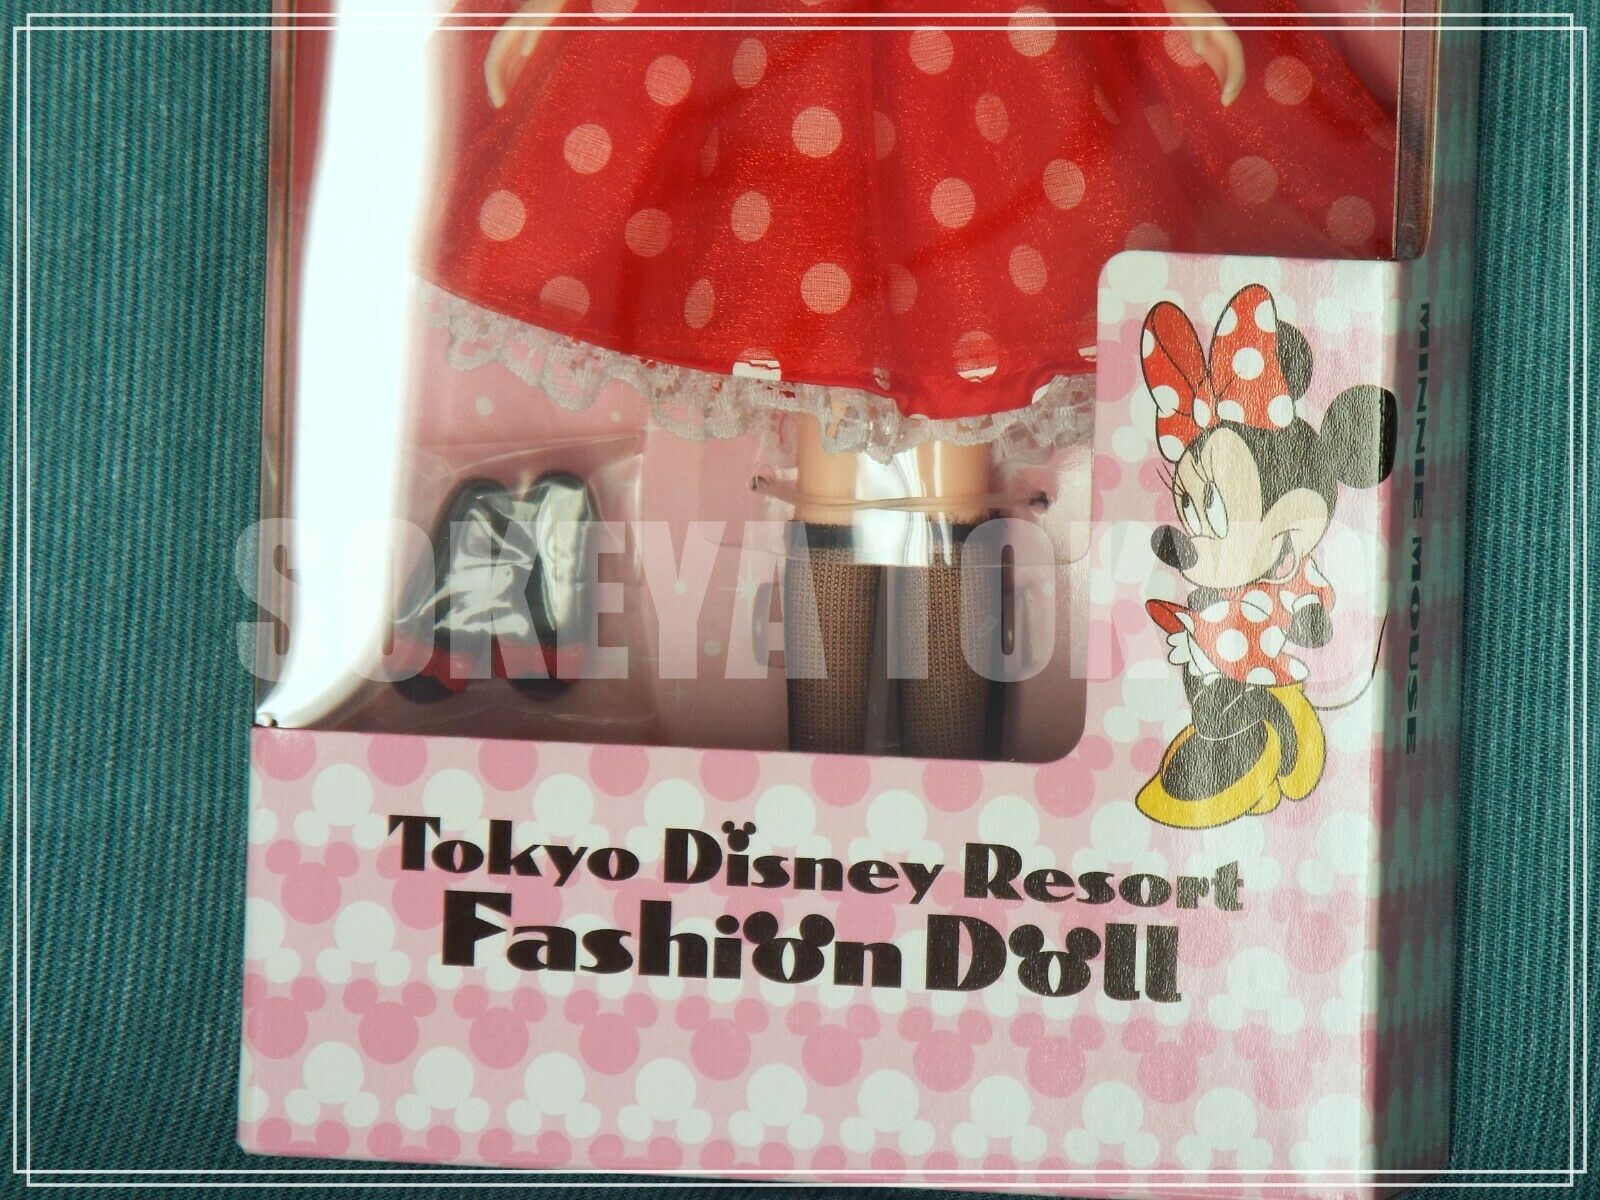 SOKEYA TOKYO
MINNIE MOUSE
Tokyo Disney Resort
Fashion Doll